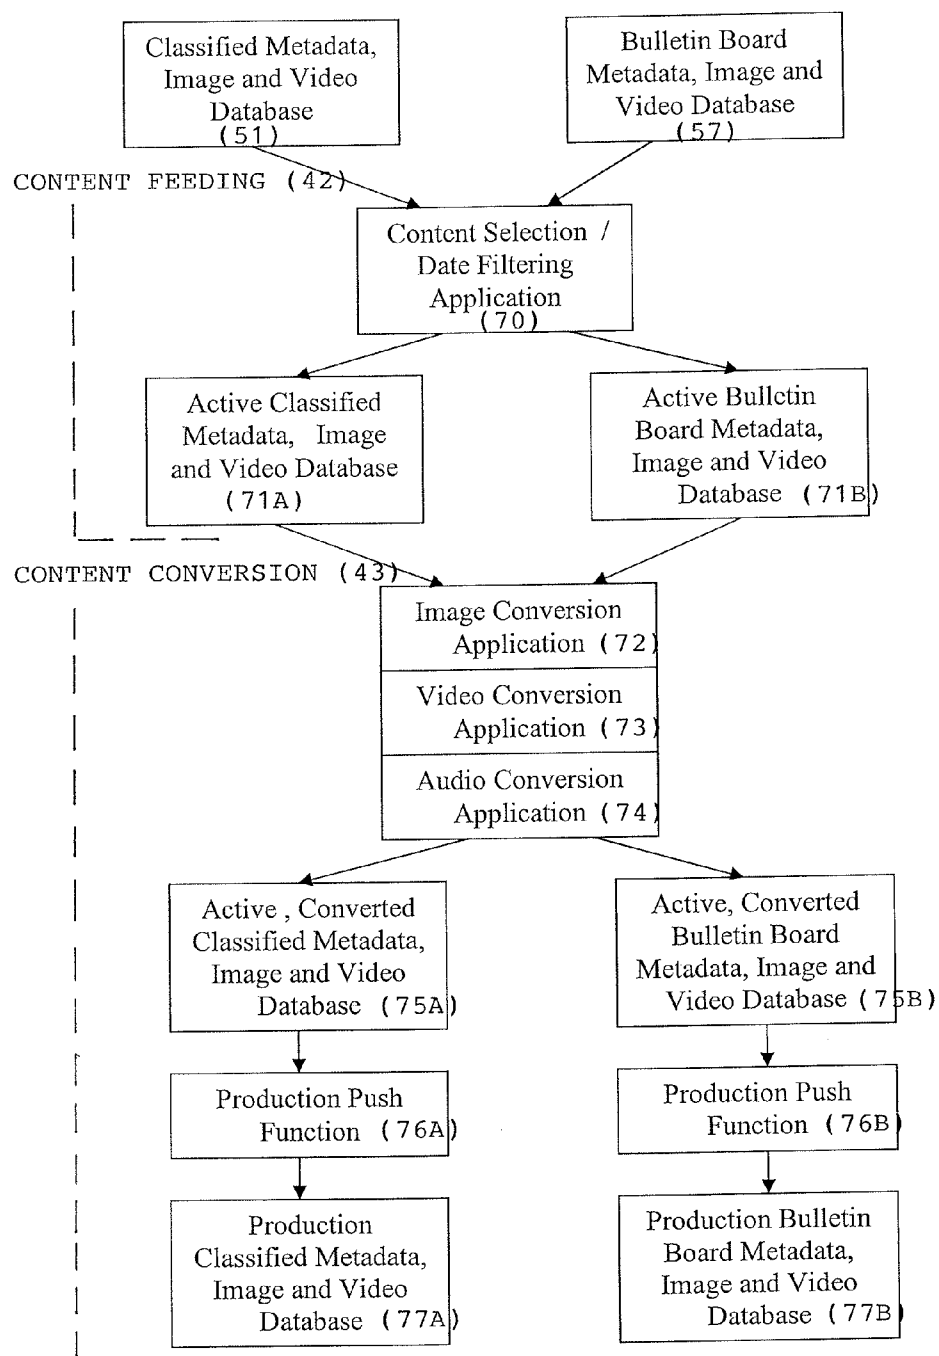 Classified Metadata,
Image and Video
Database
(51)
Bulletin Board
Metadata, Image and
Video Database
(57)
CONTENT FEEDING (42)
Content Selection /
Date Filtering
Application
(70)
Active Classified
Metadata, Image
and Video Database
(71A)
Active Bulletin
Board Metadata,
Image and Video
Database (71B)
CONTENT CONVERSION (43)
Image Conversion
Application (72)
Video Conversion
Application (73)
Audio Conversion
Application (74)
Active , Converted
Classified Metadata,
Image and Video
Database (75A)
Active, Converted
Bulletin Board
Metadata, Image and
Video Database (75B)
Production Push
Function (76A)
Production Push
Function (76B)
Production
Classified Metadata,
Image and Video
Database (77A)
Production Bulletin
Board Metadata,
Image and Video
Database (77B)